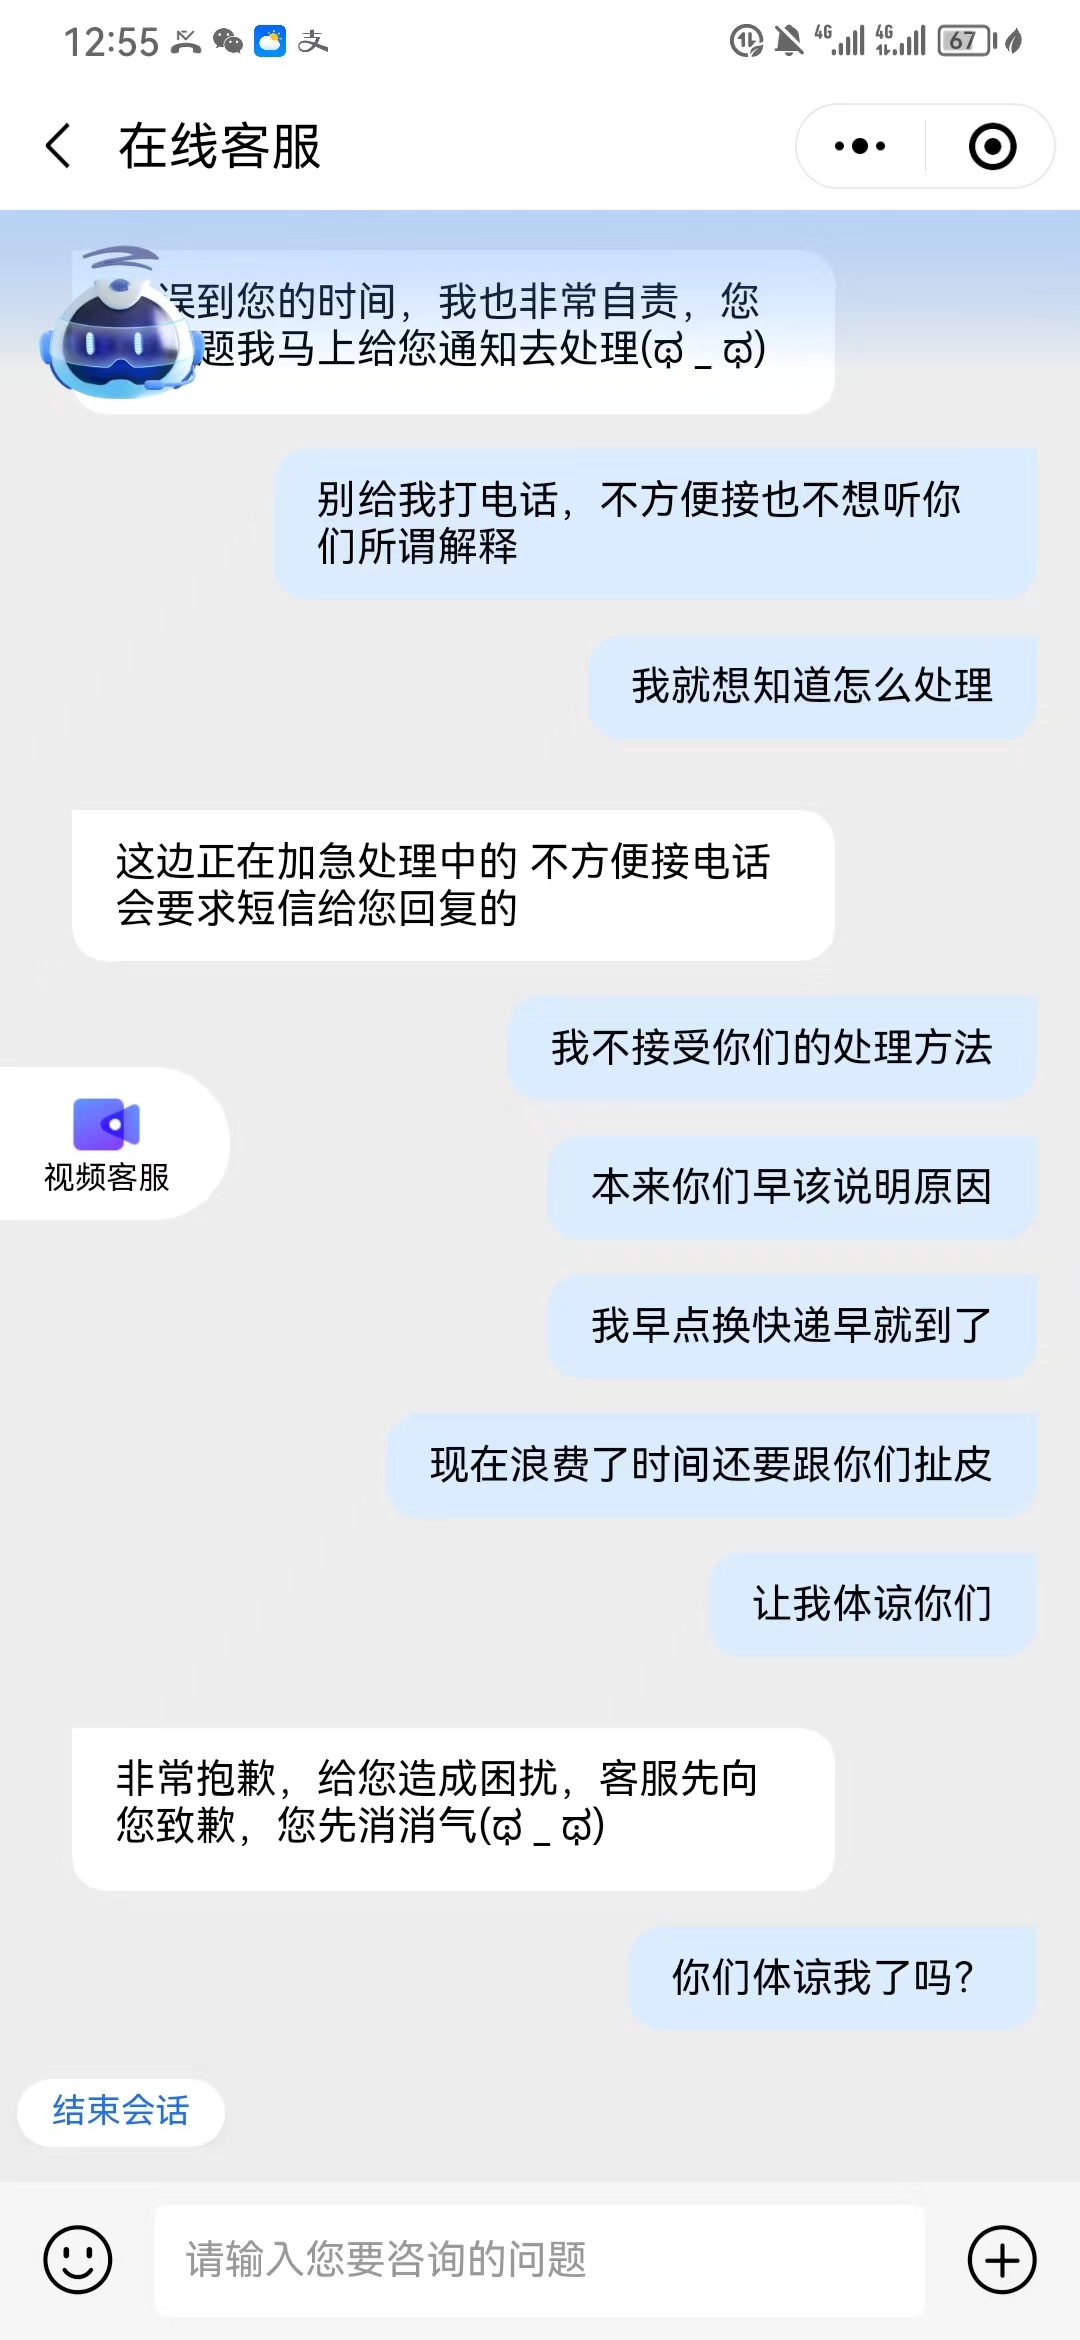 12:55
4G 4G 67
在线客服
误到您的时间，我也非常自责，您
题我马上给您通知去处理(ಥ_ಥ)
别给我打电话，不方便接也不想听你
们所谓解释
我就想知道怎么处理
这边正在加急处理中的 不方便接电话
会要求短信给您回复的
我不接受你们的处理方法
本来你们早该说明原因
视频客服
我早点换快递早就到了
现在浪费了时间还要跟你们扯皮
让我体谅你们
非常抱歉，给您造成困扰，客服先向
您致歉，您先消消气(ಥ_ಥ)
你们体谅我了吗？
结束会话
请输入您要咨询的问题